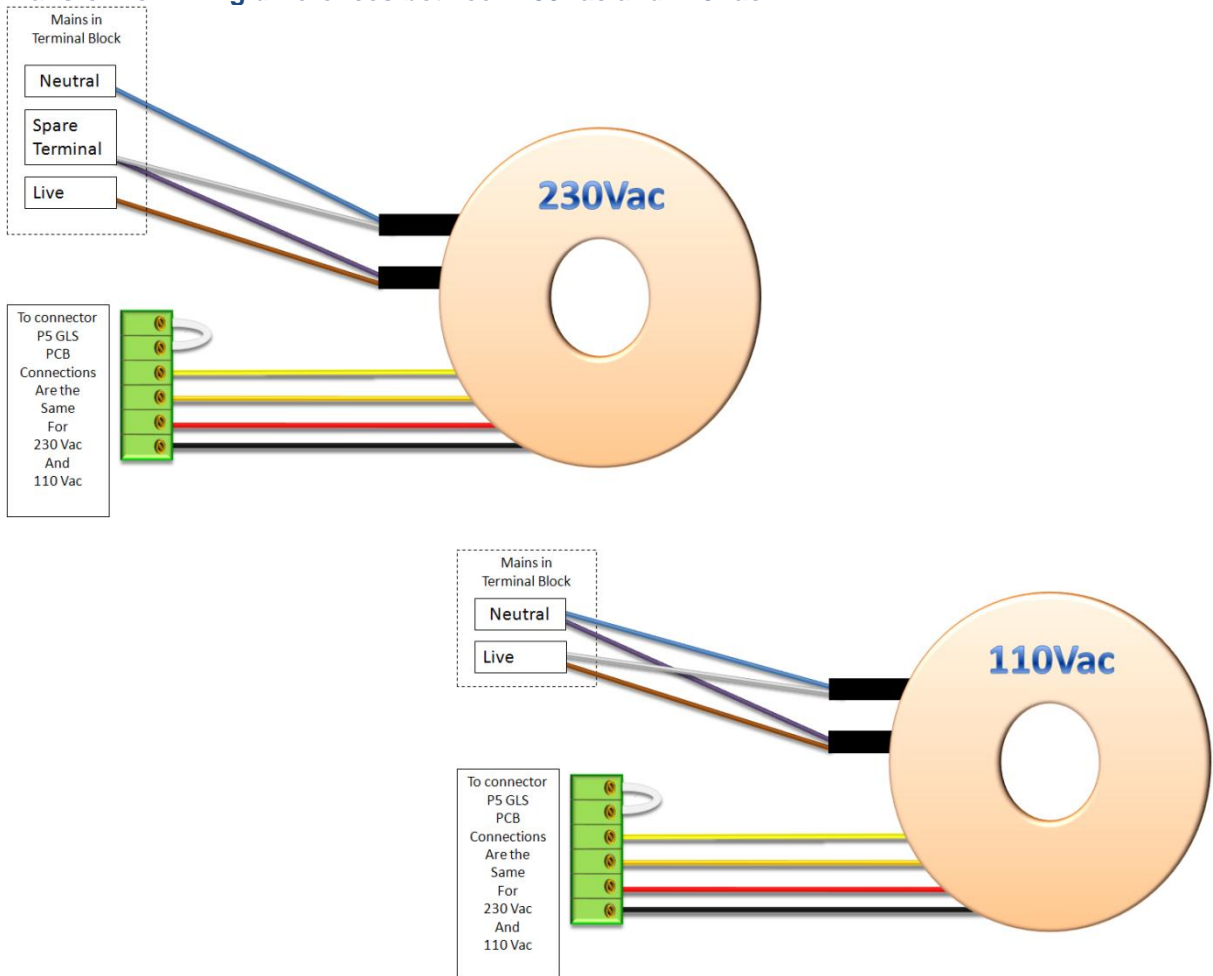 Mains in
Terminal Block
Neutral
Spare
Terminal
Live
230Vac
To connector
P5 GLS
PCB
Connections
Are the
Same
For
230 Vac
And
110 Vac
Mains in
Terminal Block
Neutral
Live
110Vac
To connector
P5 GLS
PCB
Connections
Are the
Same
For
230 Vac
And
110 Vac